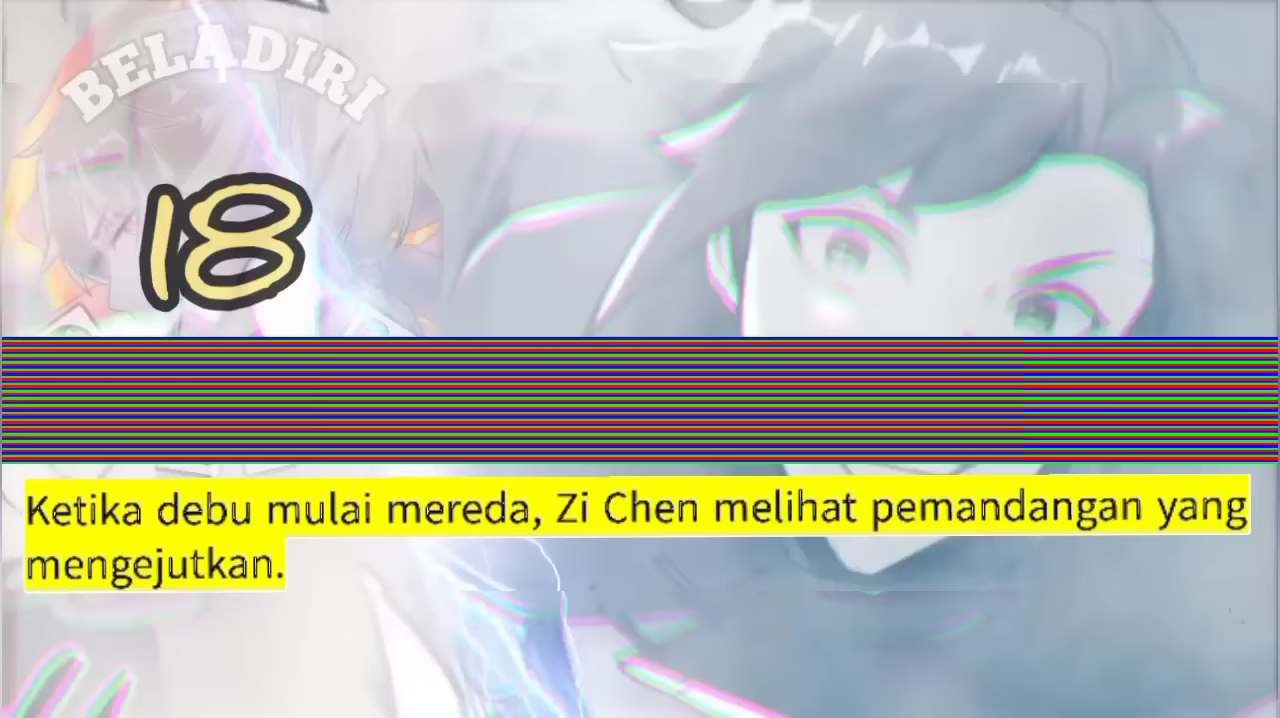 BELADIRI
18
Ketika debu mulai mereda, Zi Chen melihat pemandangan yang
mengejutkan.